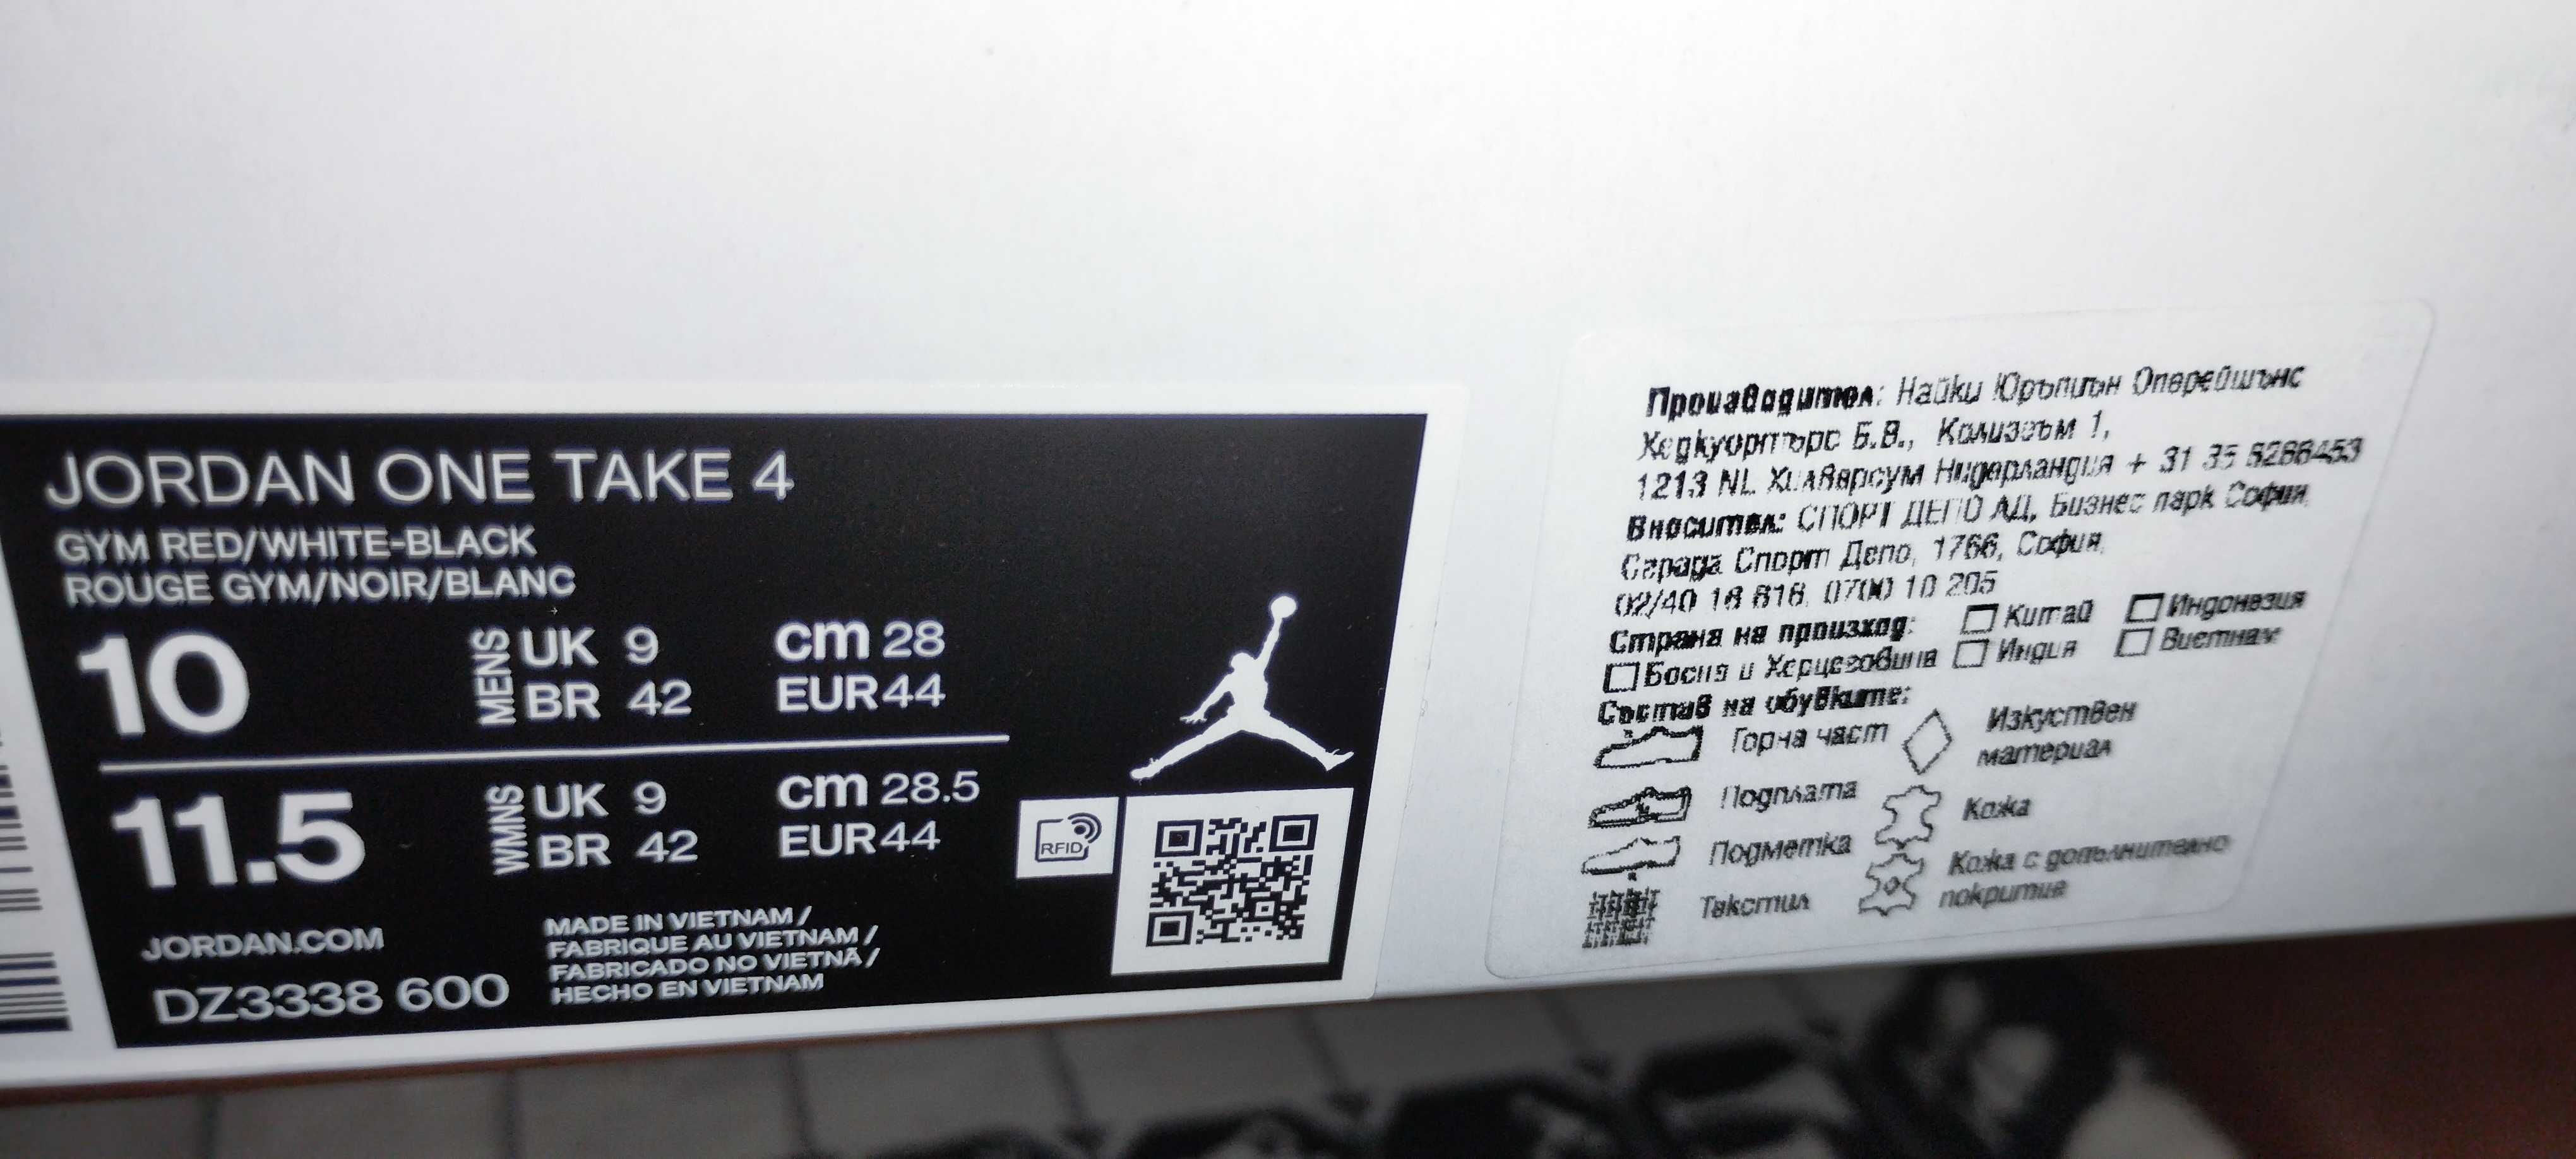 JORDAN ONE TAKE 4
GYM RED/WHITE-BLACK
ROUGE GYM/NOIR/BLANC
10
MENS
UK 9
BR 42
cm 28
EUR 44
11.5
WMNS
UK 9
BR 42
cm 28.5
EUR 44
RFID
JORDAN.COM
DZ3338 600
MADE IN VIETNAM /
FABRIQUE AU VIETNAM /
FABRICADO NO VIETNÃ /
HECHO EN VIETNAM
Производител: Найки Юръпиън Оперейшънс
Хедкуортърс Б.В., Колизеъм 1,
1213 NL Хилверсум Нидерландия + 31 35
Вносител: СПОРТ ДЕПО АД, Бизнес парк София,
Сграда Спорт Депо, 1766, София,
0700 10 205
Страна на произход: Китай Индонезия
Босна и Херцеговина Индия Виетнам
Състав на обувките:
Горна част
Изкуствен
материал
Подплата
Кожа
Подметка
Кожа с допълнително
покритие
Текстил